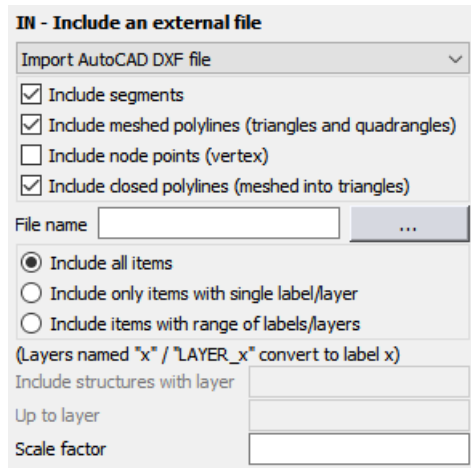 IN - Include an external file
Import AutoCAD DXF file
Include segments
Include meshed polylines (triangles and quadrangles)
Include node points (vertex)
Include closed polylines (meshed into triangles)
File name ...
Include all items
Include only items with single label/layer
Include items with range of labels/layers
(Layers named "x" / "LAYER_x" convert to label x)
Include structures with layer
Up to layer
Scale factor